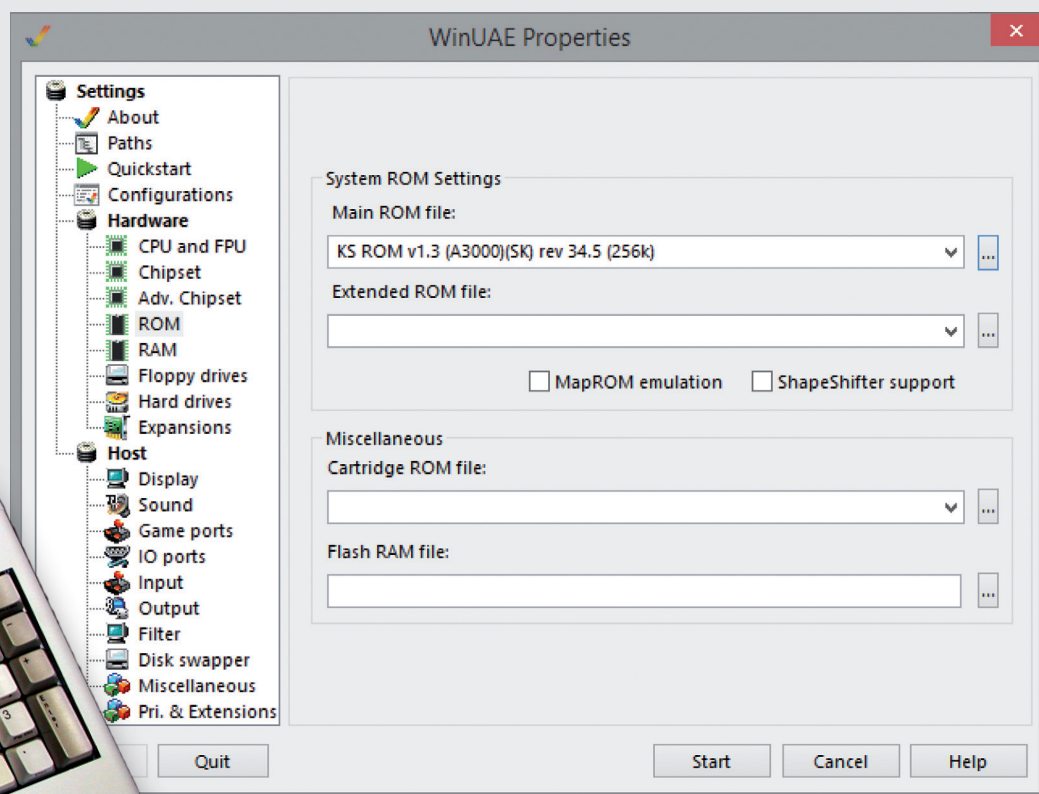 WinUAE Properties
Settings
About
Paths
Quickstart
Configurations
Hardware
CPU and FPU
Chipset
Adv. Chipset
ROM
RAM
Floppy drives
Hard drives
Expansions
Host
Display
Sound
Game ports
IO ports
Input
Output
Filter
Disk swapper
Miscellaneous
Pri. & Extensions
System ROM Settings
Main ROM file:
KS ROM v1.3 (A3000)(SK) rev 34.5 (256k)
...
Extended ROM file:
...
MapROM emulation
ShapeShifter support
Miscellaneous
Cartridge ROM file:
...
Flash RAM file:
...
Quit
Start
Cancel
Help
-
+
3
Enter
.